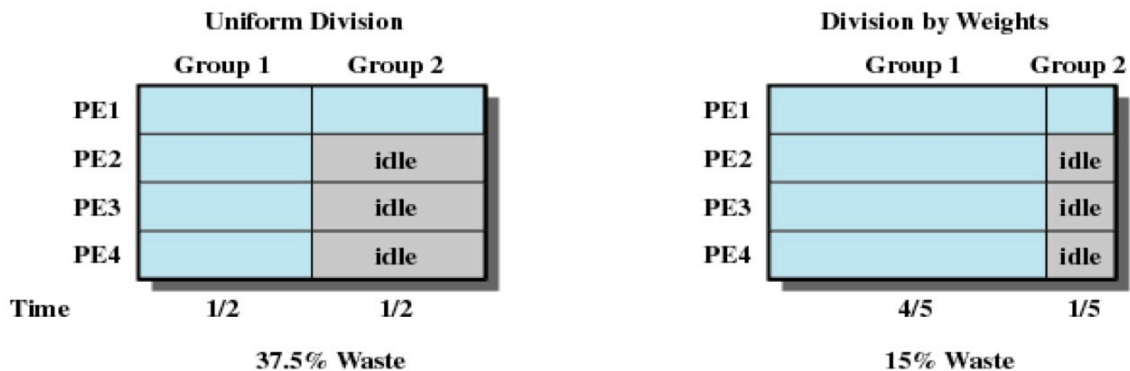 Uniform Division
Division by Weights
Group 1 Group 2
Group 1 Group 2
PE1
PE2 idle
PE3 idle
PE4 idle
PE1
PE2 idle
PE3 idle
PE4 idle
Time 1/2 1/2
4/5 1/5
37.5% Waste
15% Waste